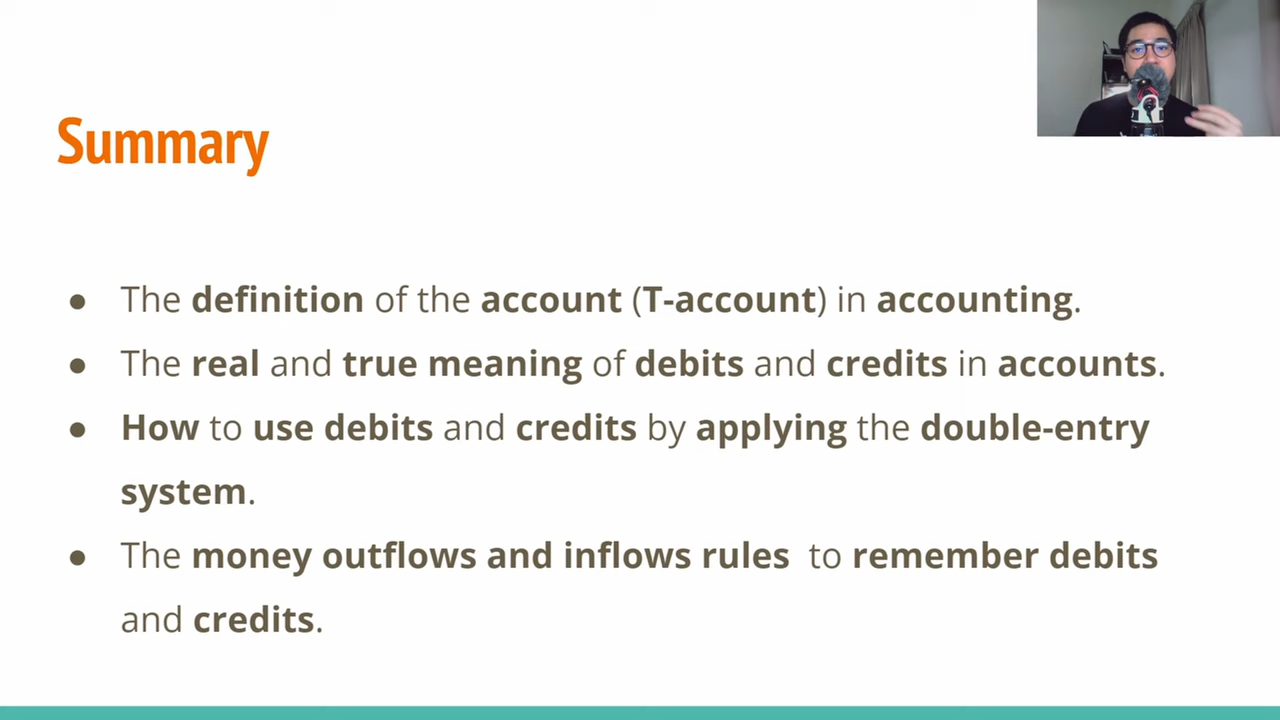 Summary
● The definition of the account (T-account) in accounting.
● The real and true meaning of debits and credits in accounts.
● How to use debits and credits by applying the double-entry
system.
● The money outflows and inflows rules to remember debits
and credits.